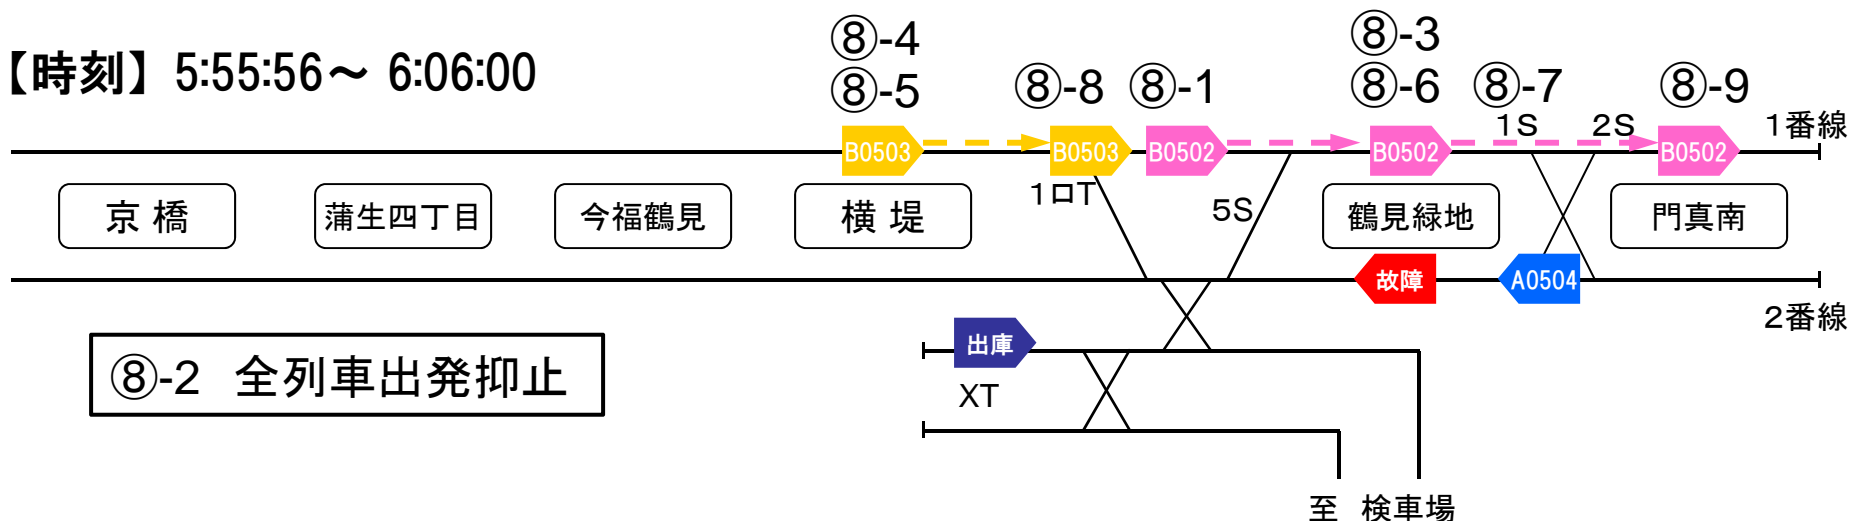 【時刻】 5:55:56～ 6:06:00
⑧-4
⑧-5
⑧-8
⑧-1
⑧-3
⑧-6
⑧-7
⑧-9
1S
2S
1番線
B0503
B0503
B0502
B0502
B0502
1ロT
5S
京橋
蒲生四丁目
今福鶴見
横堤
鶴見緑地
門真南
故障
A0504
2番線
出庫
XT
⑧-2 全列車出発抑止
至 検車場